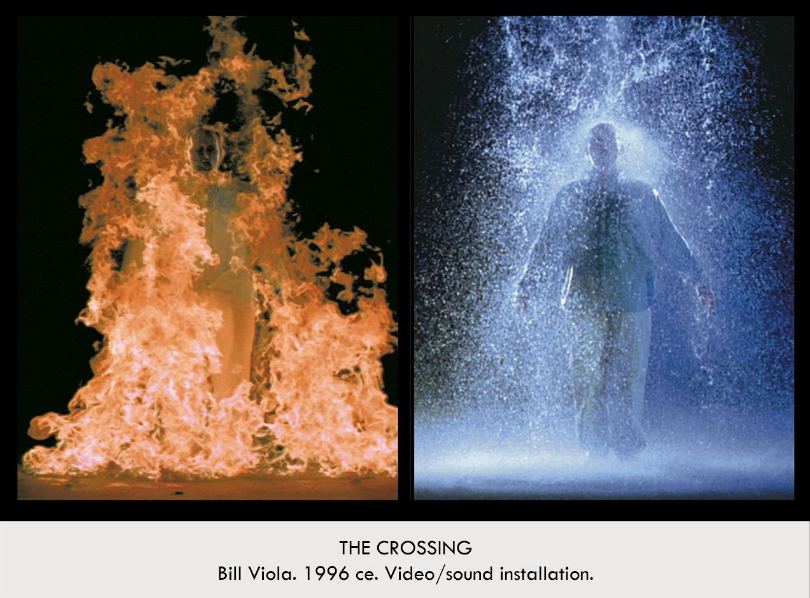 THE CROSSING
Bill Viola. 1996 ce. Video/sound installation.